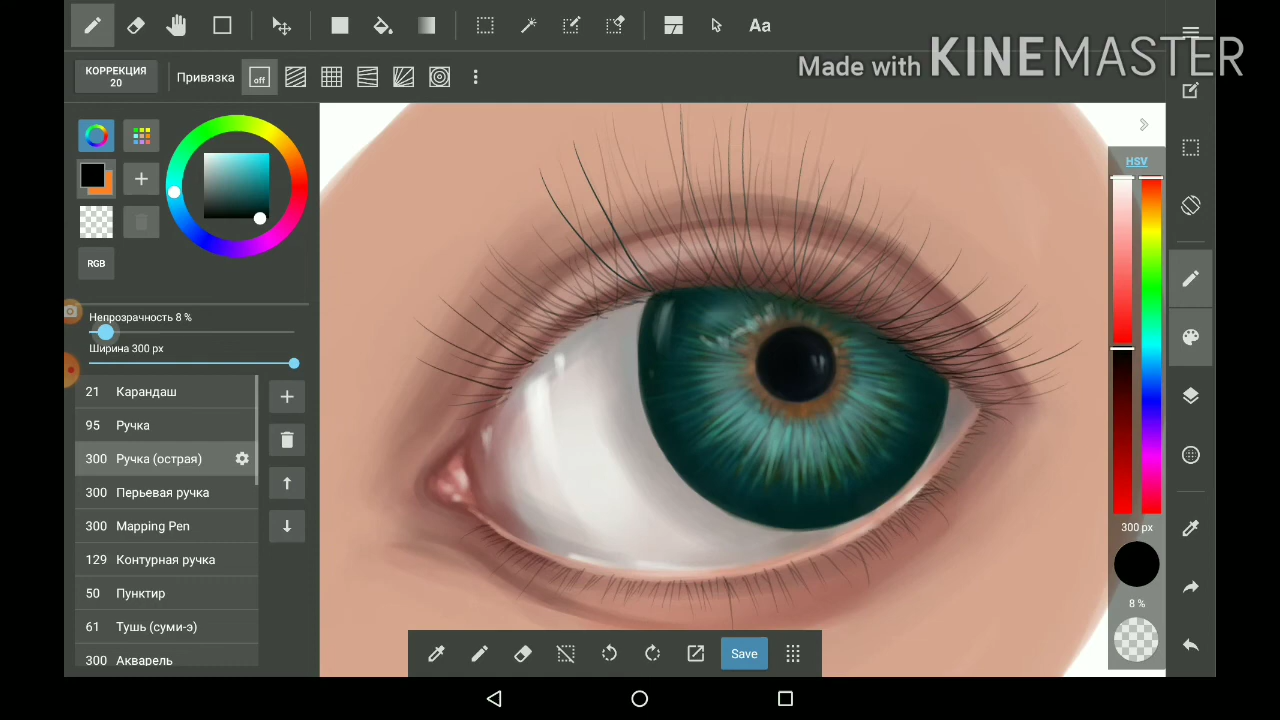 Aa
Made with KINEMASTER
КОРРЕКЦИЯ
20
Привязка
off
HSV
RGB
Непрозрачность 8 %
Ширина 300 px
21 Карандаш
95 Ручка
300 Ручка (острая)
300 Перьевая ручка
300 Mapping Pen
129 Контурная ручка
50 Пунктир
61 Тушь (суми-э)
300 Акварель
300 px
8 %
Save